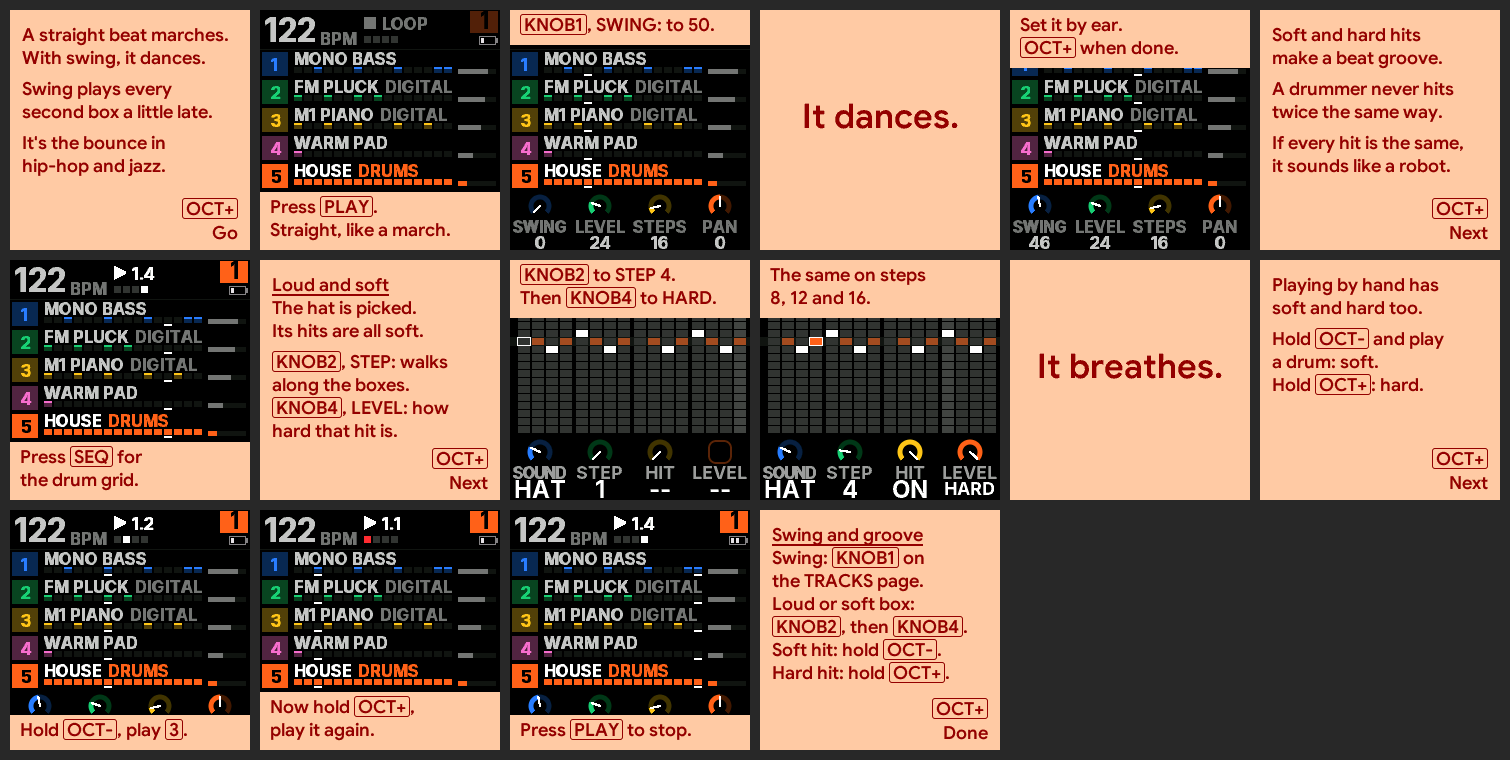 A straight beat marches.
With swing, it dances.
Swing plays every
second box a little late.
It's the bounce in
hip-hop and jazz.
OCT+
Go
122 BPM LOOP 1
1 MONO BASS
2 FM PLUCK DIGITAL
3 M1 PIANO DIGITAL
4 WARM PAD
5 HOUSE DRUMS
Press PLAY.
Straight, like a march.
KNOB1, SWING: to 50.
1 MONO BASS
2 FM PLUCK DIGITAL
3 M1 PIANO DIGITAL
4 WARM PAD
5 HOUSE DRUMS
SWING LEVEL STEPS PAN
0 24 16 0
It dances.
Set it by ear.
OCT+ when done.
2 FM PLUCK DIGITAL
3 M1 PIANO DIGITAL
4 WARM PAD
5 HOUSE DRUMS
SWING LEVEL STEPS PAN
46 24 16 0
Soft and hard hits
make a beat groove.
A drummer never hits
twice the same way.
If every hit is the same,
it sounds like a robot.
OCT+
Next
122 BPM 1.4 1
1 MONO BASS
2 FM PLUCK DIGITAL
3 M1 PIANO DIGITAL
4 WARM PAD
5 HOUSE DRUMS
Press SEQ for
the drum grid.
Loud and soft
The hat is picked.
Its hits are all soft.
KNOB2, STEP: walks
along the boxes.
KNOB4, LEVEL: how
hard that hit is.
OCT+
Next
KNOB2 to STEP 4.
Then KNOB4 to HARD.
SOUND STEP HIT LEVEL
HAT 1 -- --
The same on steps
8, 12 and 16.
SOUND STEP HIT LEVEL
HAT 4 ON HARD
It breathes.
Playing by hand has
soft and hard too.
Hold OCT- and play
a drum: soft.
Hold OCT+: hard.
OCT+
Next
122 BPM 1.2 1
1 MONO BASS
2 FM PLUCK DIGITAL
3 M1 PIANO DIGITAL
4 WARM PAD
5 HOUSE DRUMS
Hold OCT-, play 3.
122 BPM 1.1 1
1 MONO BASS
2 FM PLUCK DIGITAL
3 M1 PIANO DIGITAL
4 WARM PAD
5 HOUSE DRUMS
Now hold OCT+,
play it again.
122 BPM 1.4 1
1 MONO BASS
2 FM PLUCK DIGITAL
3 M1 PIANO DIGITAL
4 WARM PAD
5 HOUSE DRUMS
Press PLAY to stop.
Swing and groove
Swing: KNOB1 on
the TRACKS page.
Loud or soft box:
KNOB2, then KNOB4.
Soft hit: hold OCT-.
Hard hit: hold OCT+.
OCT+
Done